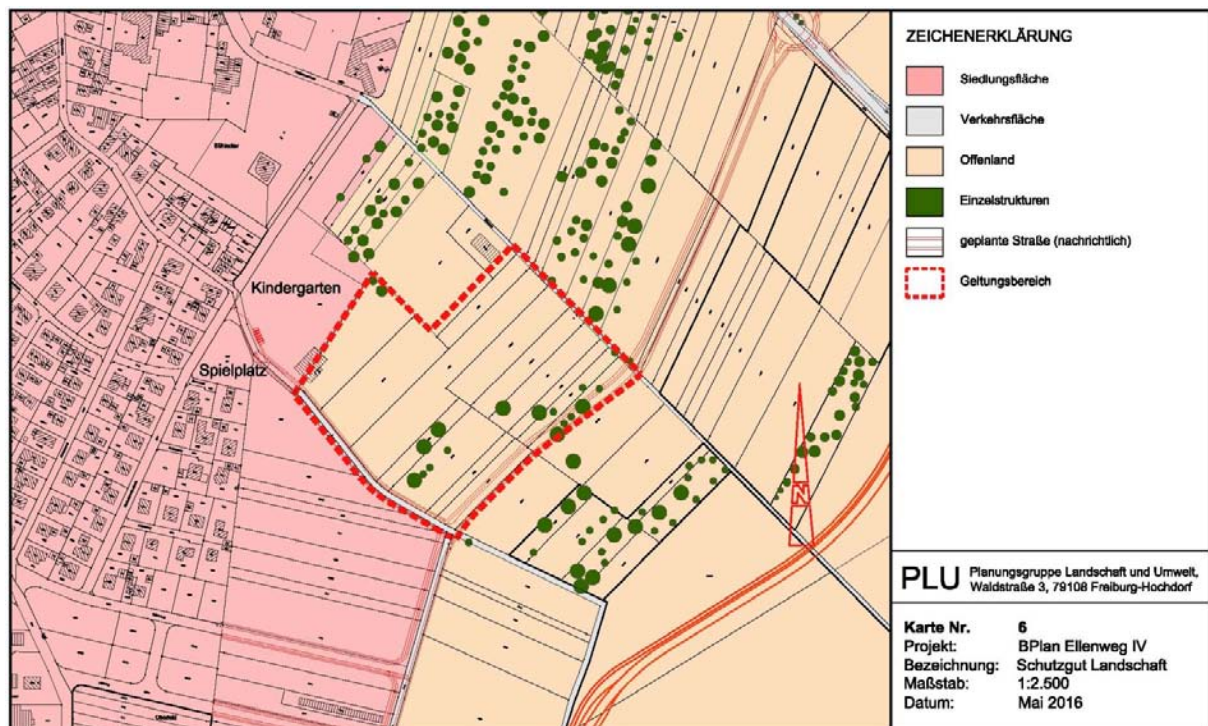 Kindergarten
Spielplatz
ZEICHENERKLÄRUNG
Siedlungsfläche
Verkehrsfläche
Offenland
Einzelstrukturen
geplante Straße (nachrichtlich)
Geltungsbereich
N
PLU Planungsgruppe Landschaft und Umwelt,
Waldstraße 3, 79108 Freiburg-Hochdorf
Karte Nr. 6
Projekt: BPlan Ellenweg IV
Bezeichnung: Schutzgut Landschaft
Maßstab: 1:2.500
Datum: Mai 2016